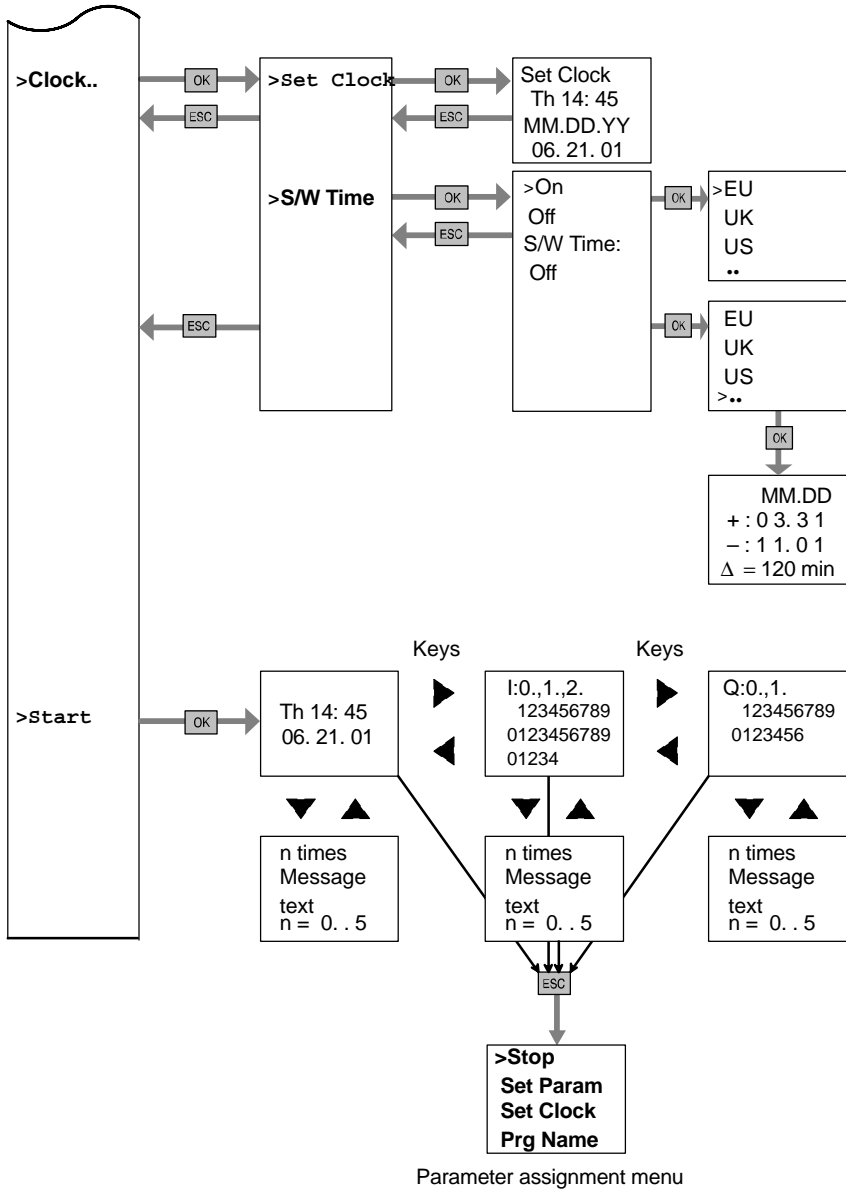 >Clock..
OK
ESC
>Set Clock
OK
ESC
Set Clock
Th 14: 45
MM.DD.YY
06. 21. 01
>S/W Time
OK
ESC
>On
Off
S/W Time:
Off
OK
>EU
UK
US
..
ESC
OK
EU
UK
US
>..
OK
MM.DD
+ : 0 3. 3 1
– : 1 1. 0 1
Δ = 120 min
Keys
Keys
>Start
OK
Th 14: 45
06. 21. 01
I:0.,1.,2.
123456789
0123456789
01234
Q:0.,1.
123456789
0123456
n times
Message
text
n = 0. . 5
n times
Message
text
n = 0. . 5
n times
Message
text
n = 0. . 5
ESC
>Stop
Set Param
Set Clock
Prg Name
Parameter assignment menu